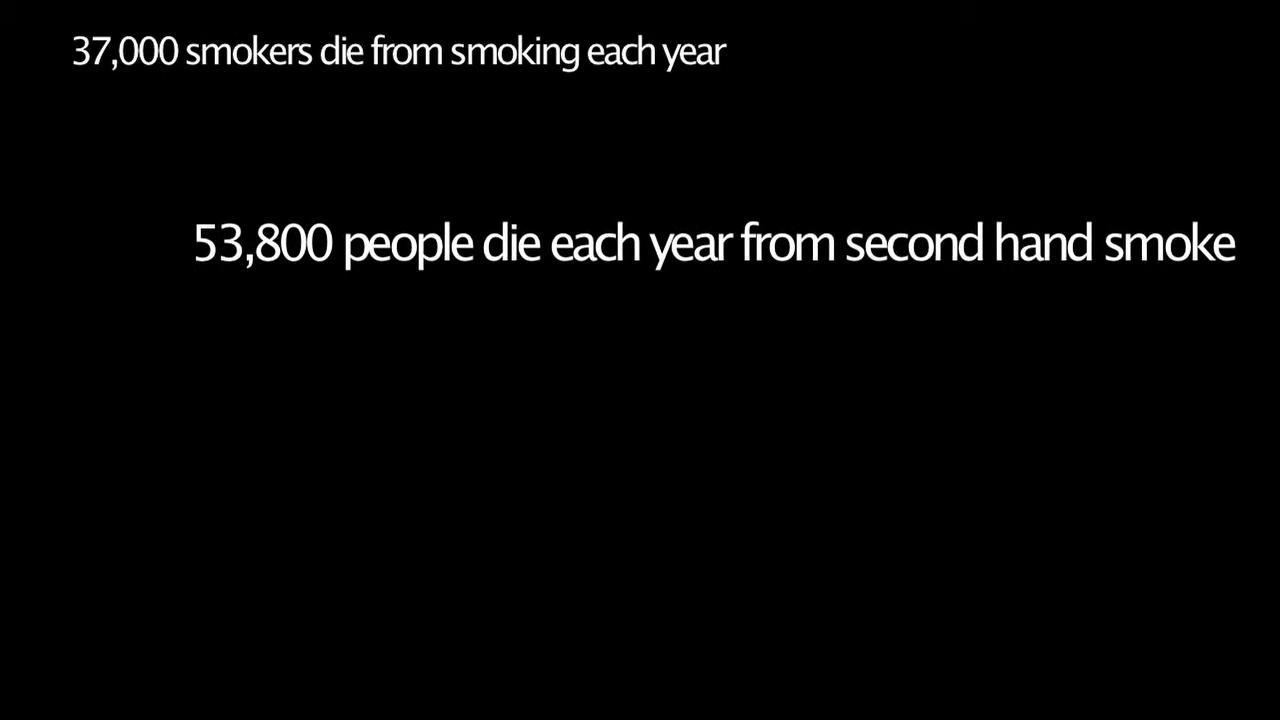 37,000 smokers die from smoking each year
53,800 people die each year from second hand smoke